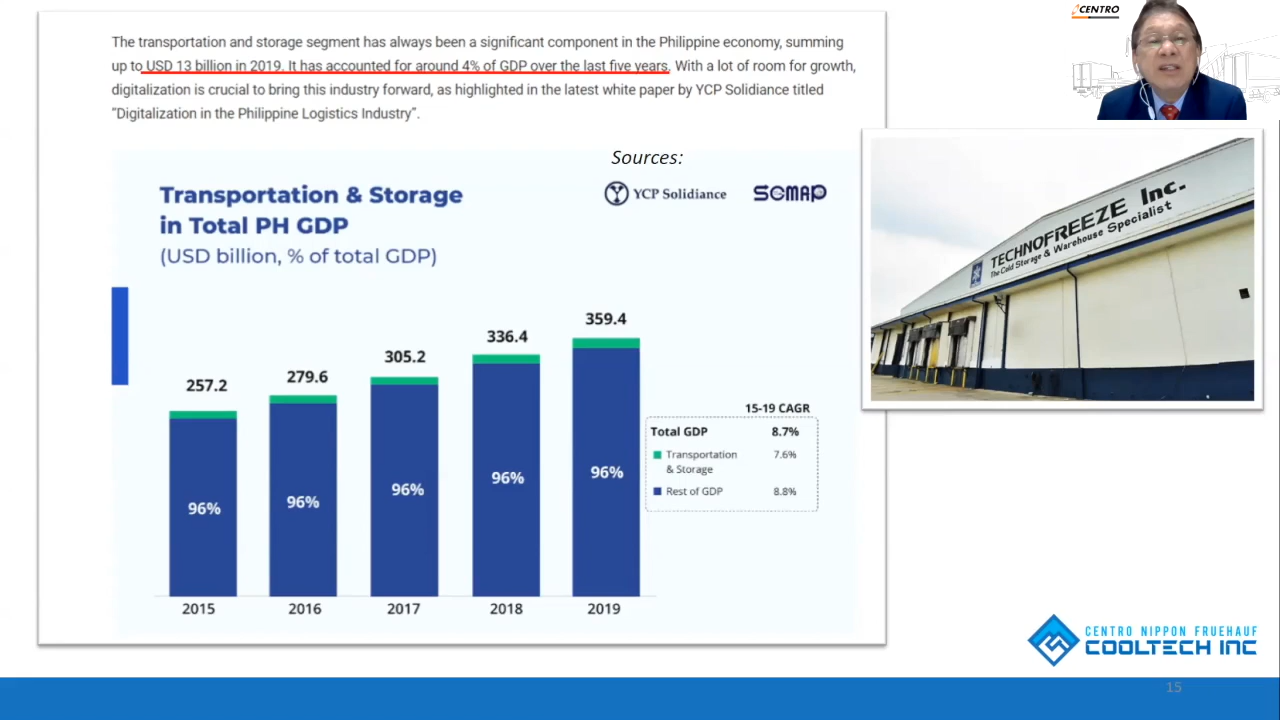 The transportation and storage segment has always been a significant component in the Philippine economy, summing
up to USD 13 billion in 2019. It has accounted for around 4% of GDP over the last five years. With a lot of room for growth,
digitalization is crucial to bring this industry forward, as highlighted in the latest white paper by YCP Solidiance titled
“Digitalization in the Philippine Logistics Industry”.
Sources:
YCP Solidiance
SCMAP
Transportation & Storage
in Total PH GDP
(USD billion, % of total GDP)
257.2
279.6
305.2
336.4
359.4
96%
96%
96%
96%
96%
2015
2016
2017
2018
2019
15-19 CAGR
Total GDP 8.7%
Transportation 7.6%
& Storage
Rest of GDP 8.8%
CENTRO
TECHNOFREEZE Inc.
The Cold Storage & Warehouse Specialist
CENTRO NIPPON FRUEHAUF
COOLTECH INC
15